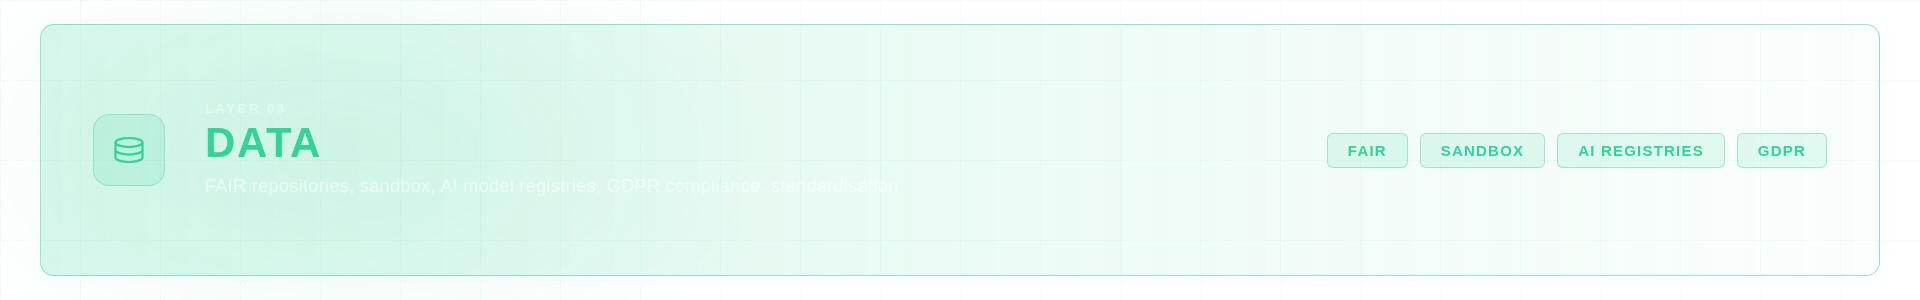 LAYER 03
DATA
FAIR repositories, sandbox, AI model registries, GDPR compliance, standardisation
FAIR
SANDBOX
AI REGISTRIES
GDPR